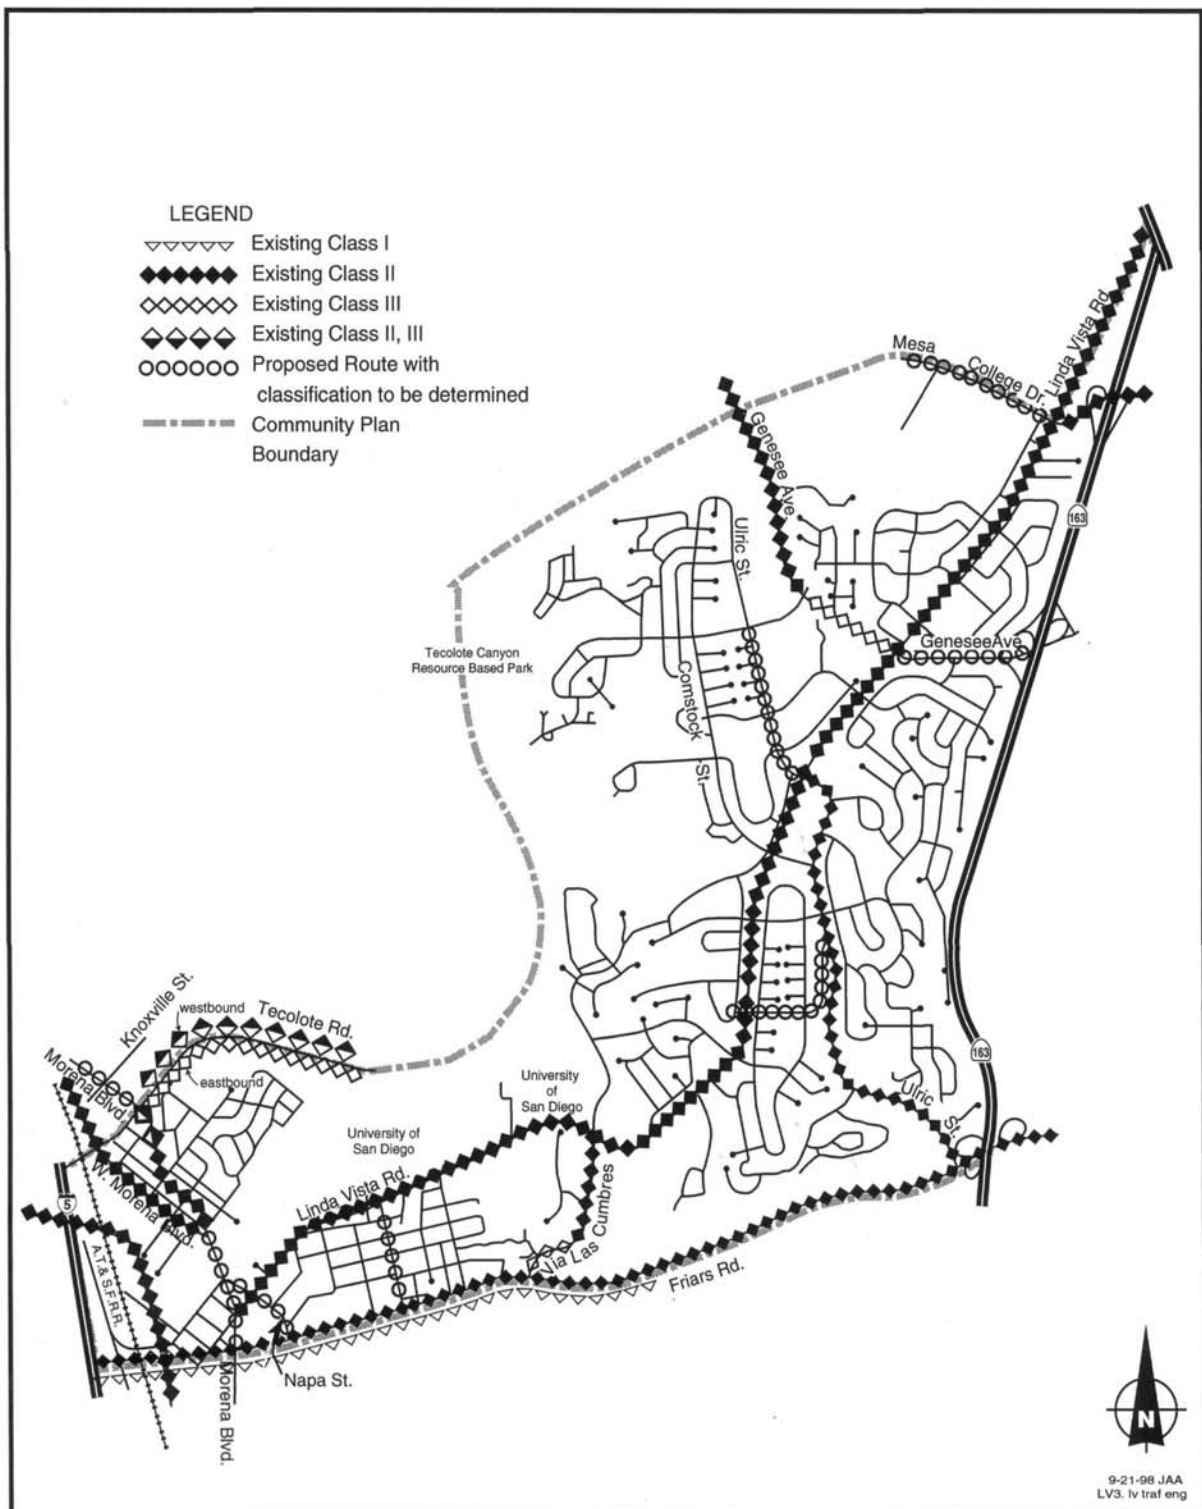 LEGEND
Existing Class I
Existing Class II
Existing Class III
Existing Class II, III
Proposed Route with
classification to be determined
Community Plan
Boundary
Mesa
College Dr.
Linda Vista Rd.
Genesee Ave.
163
Ulric St.
GeneseeAve.
Tecolote Canyon
Resource Based Park
Comstock
St.
Knoxville St.
westbound
Tecolote Rd.
Morena Blvd.
eastbound
163
University
of
San Diego
Ulric
St.
University of
San Diego
W. Morena Blvd.
Linda Vista Rd.
Via Las
Cumbres
5
A.T.& S.F.R.R.
Friars Rd.
Napa St.
Morena Blvd.
N
9-21-98 JAA
LV3. lv traf eng